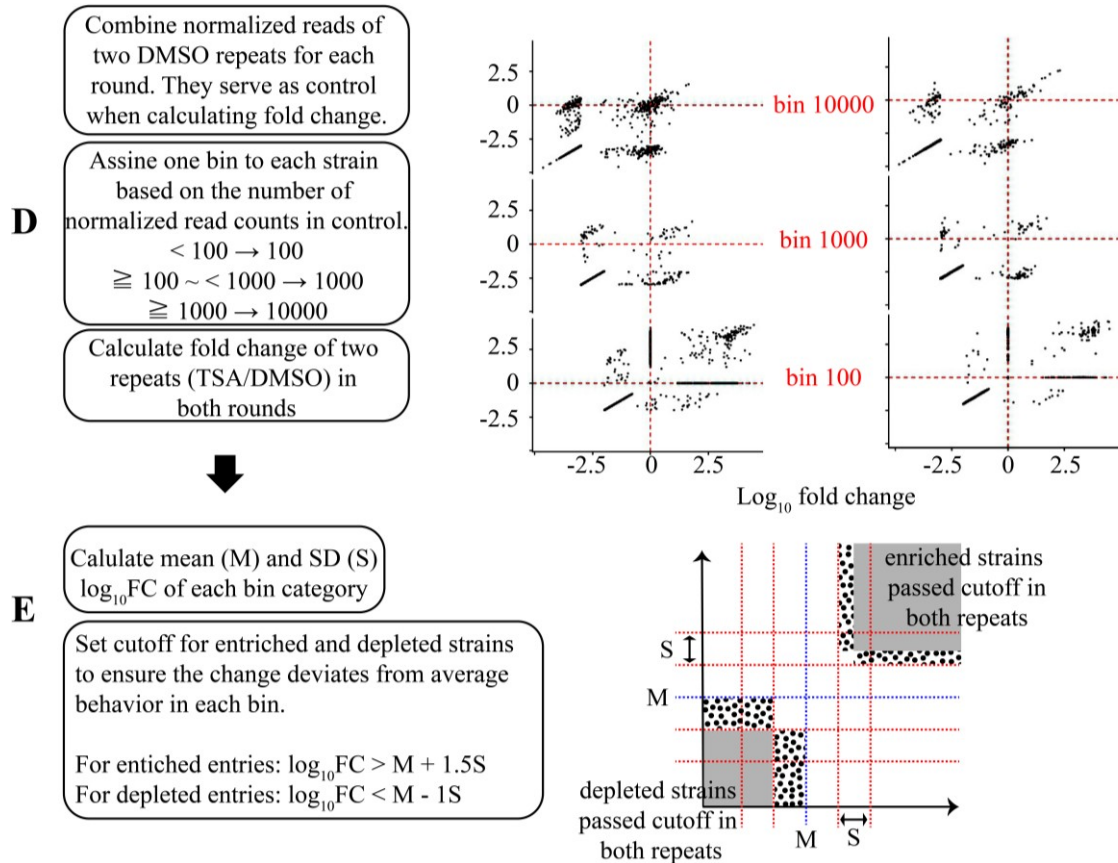 D
Combine normalized reads of
two DMSO repeats for each
round. They serve as control
when calculating fold change.
Assine one bin to each strain
based on the number of
normalized read counts in control.
< 100 → 100
≧ 100 ~ < 1000 → 1000
≧ 1000 → 10000
Calculate fold change of two
repeats (TSA/DMSO) in
both rounds
2.5
0
-2.5
bin 10000
2.5
0
-2.5
bin 1000
2.5
0
-2.5
bin 100
-2.5 0 2.5
-2.5 0 2.5
Log₁₀ fold change
E
Calulate mean (M) and SD (S)
log₁₀FC of each bin category
Set cutoff for entriched and depleted strains
to ensure the change deviates from average
behavior in each bin.
For entiched entries: log₁₀FC > M + 1.5S
For depleted entries: log₁₀FC < M - 1S
enriched strains
passed cutoff in
both repeats
S
M
depleted strains
passed cutoff in
both repeats
M
S